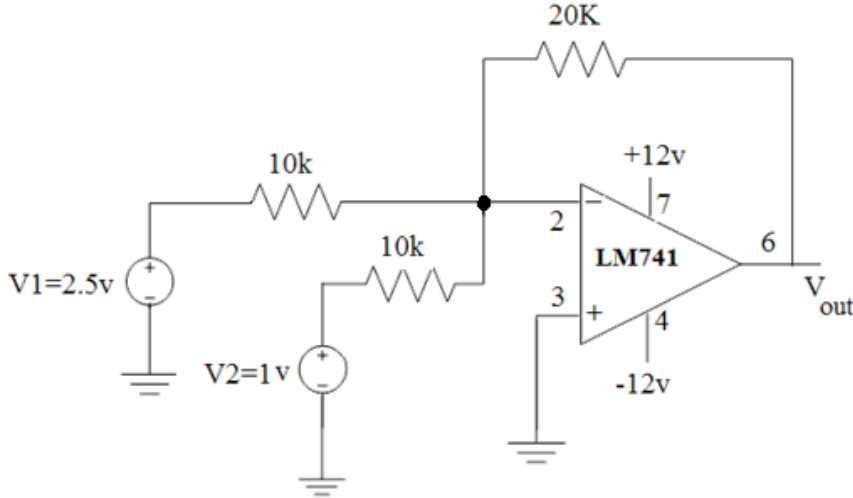 20K
+12v
10k
7
2
−
10k
6
LM741
V1=2.5v
+
−
3
+
4
V
out
V2=1v
+
−
-12v